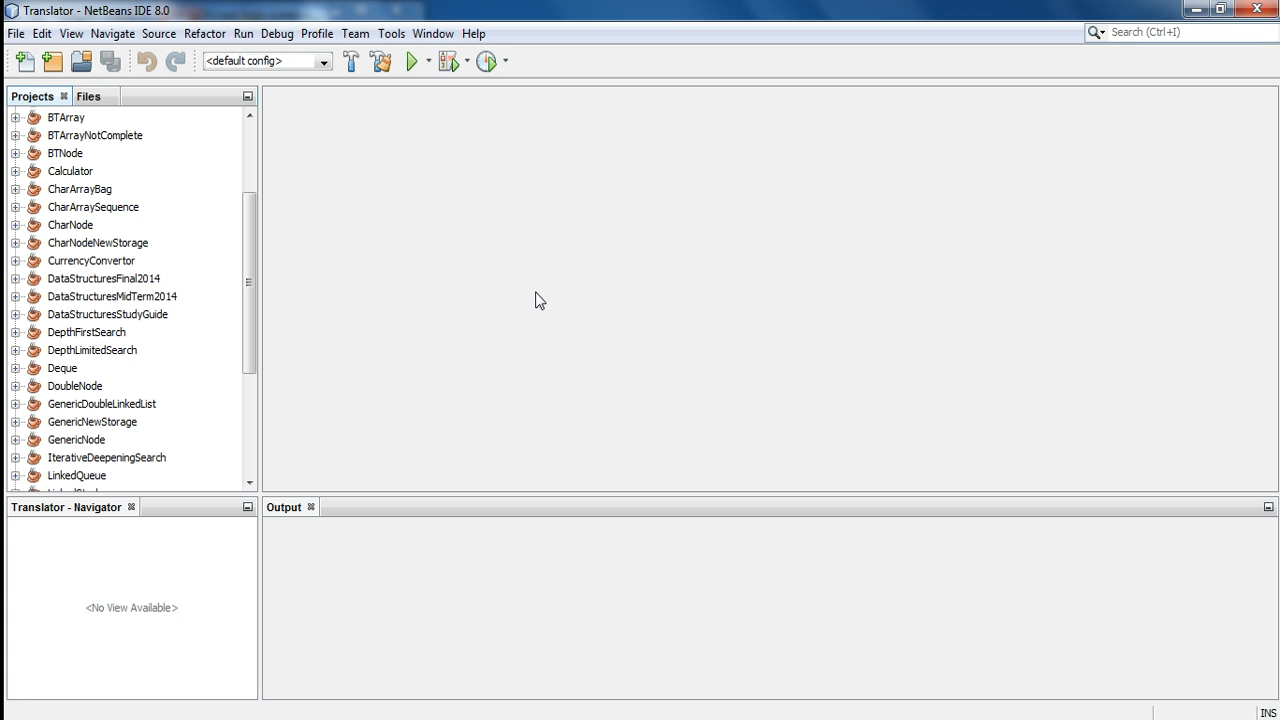 Translator - NetBeans IDE 8.0
File Edit View Navigate Source Refactor Run Debug Profile Team Tools Window Help
Search (Ctrl+I)
<default config>
Projects Files
BTArray
BTArrayNotComplete
BTNode
Calculator
CharArrayBag
CharArraySequence
CharNode
CharNodeNewStorage
CurrencyConvertor
DataStructuresFinal2014
DataStructuresMidTerm2014
DataStructuresStudyGuide
DepthFirstSearch
DepthLimitedSearch
Deque
DoubleNode
GenericDoubleLinkedList
GenericNewStorage
GenericNode
IterativeDeepeningSearch
LinkedQueue
Translator - Navigator
<No View Available>
Output
INS